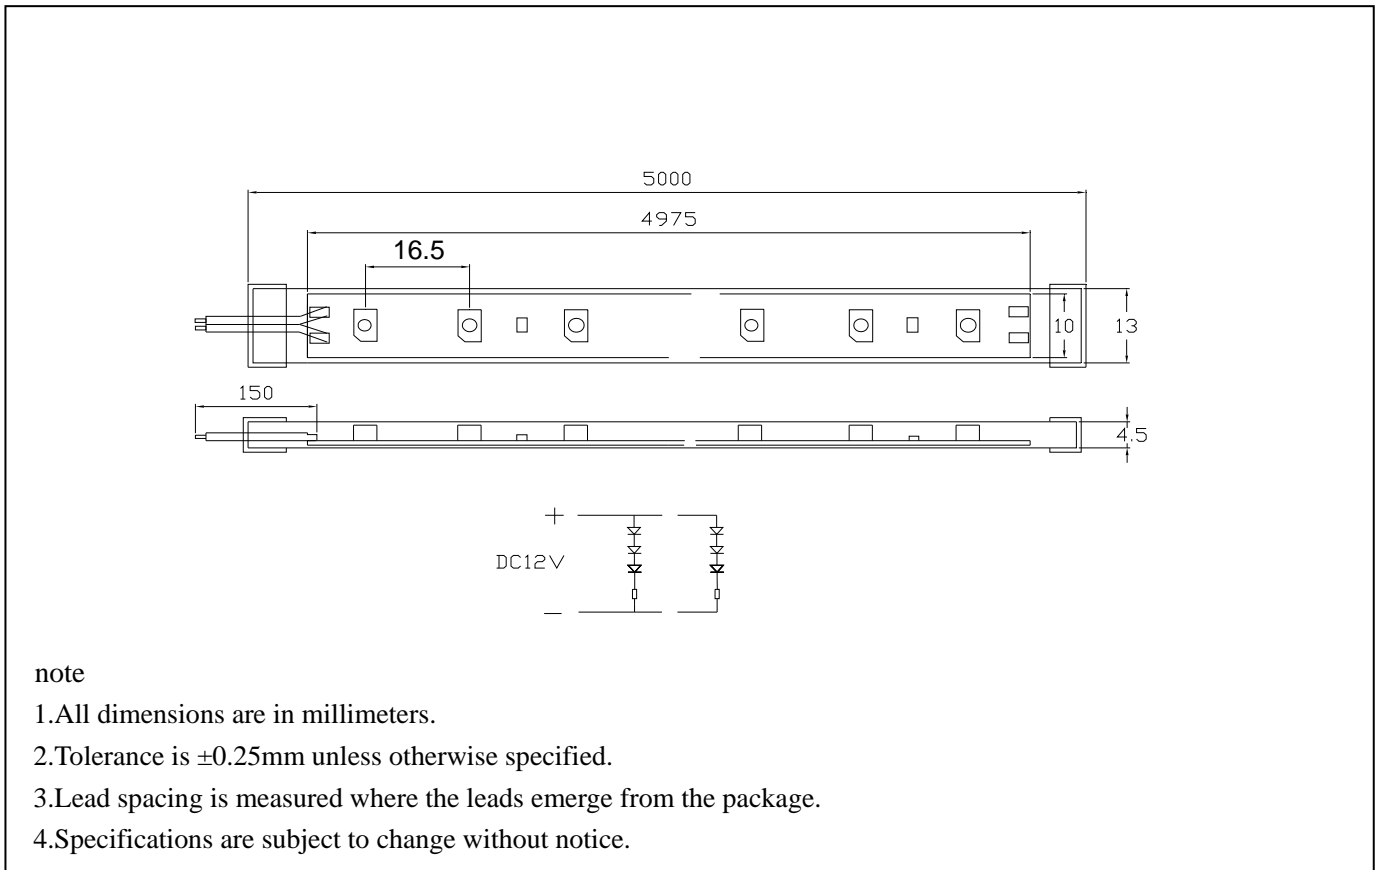 5000
4975
16.5
10
13
150
4.5
+
DC12V
—
note
1.All dimensions are in millimeters.
2.Tolerance is ±0.25mm unless otherwise specified.
3.Lead spacing is measured where the leads emerge from the package.
4.Specifications are subject to change without notice.